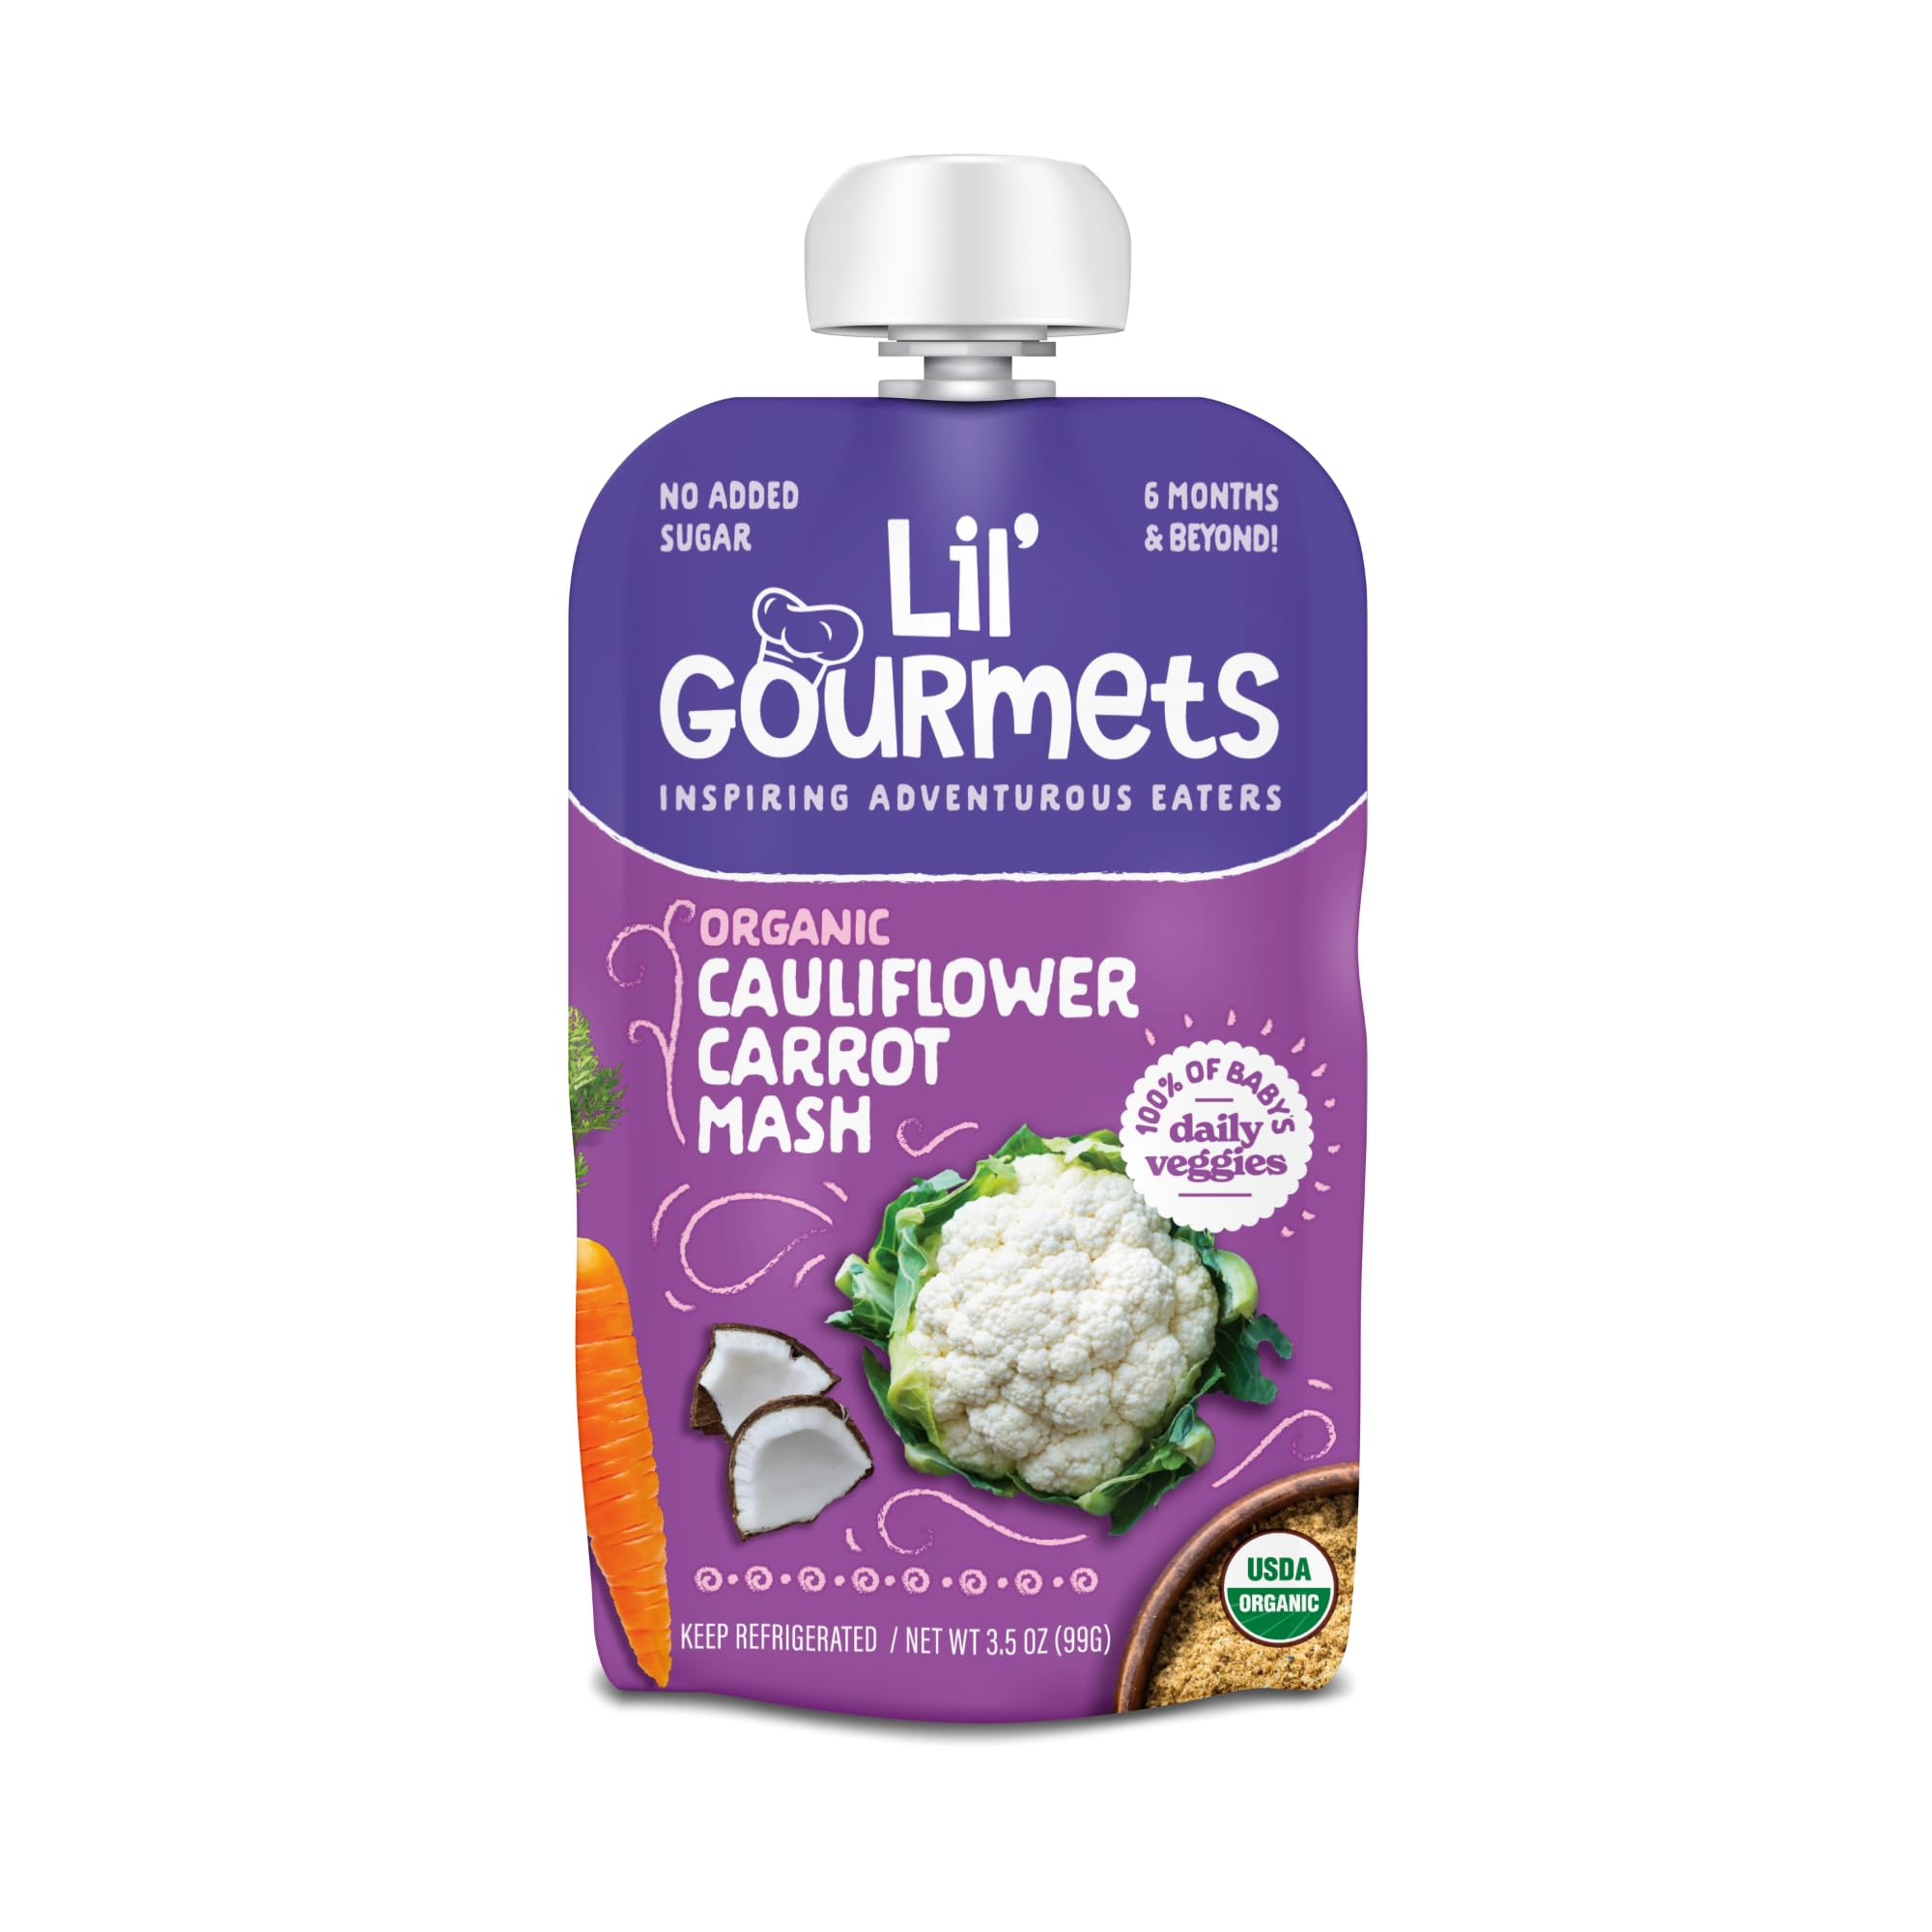 NO ADDED
SUGAR
6 MONTHS
& BEYOND!
Lil'
GOURmets
INSPIRING ADVENTUROUS EATERS
ORGANIC
CAULIFLOWER
CARROT
MASH
100% OF BABY'S
daily
veggies
USDA
ORGANIC
KEEP REFRIGERATED / NET WT 3.5 OZ (99G)